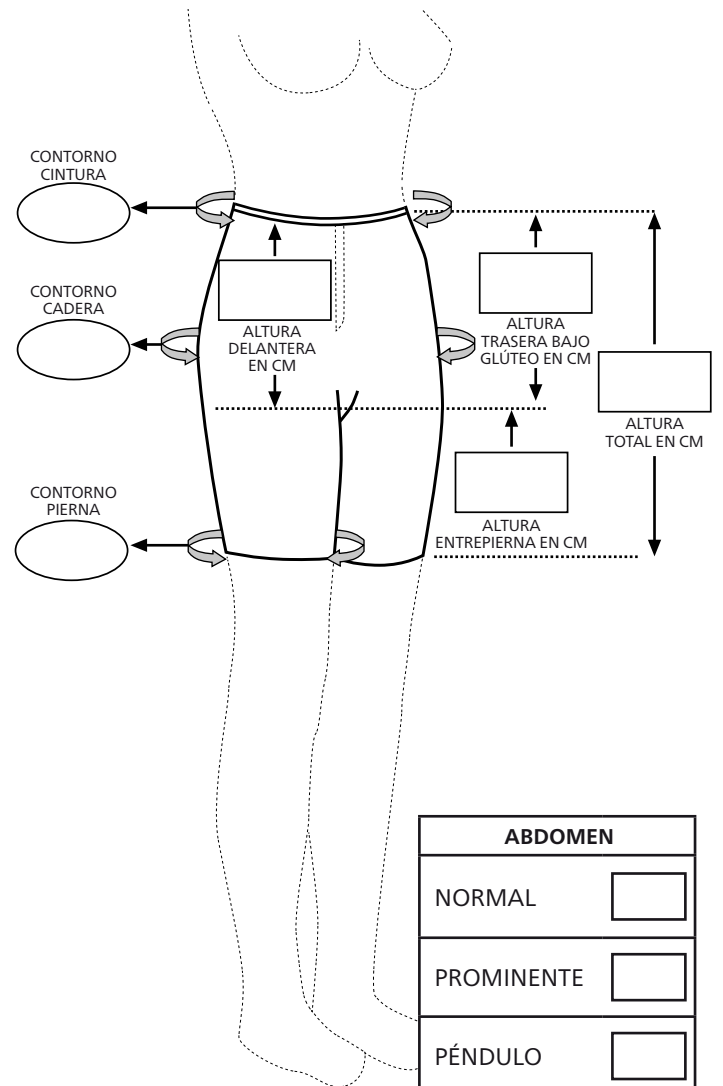 CONTORNO
CINTURA
CONTORNO
CADERA
ALTURA
DELANTERA
EN CM
ALTURA
TRASERA BAJO
GLÚTEO EN CM
ALTURA
TOTAL EN CM
CONTORNO
PIERNA
ALTURA
ENTREPIERNA EN CM
ABDOMEN
NORMAL
PROMINENTE
PÉNDULO